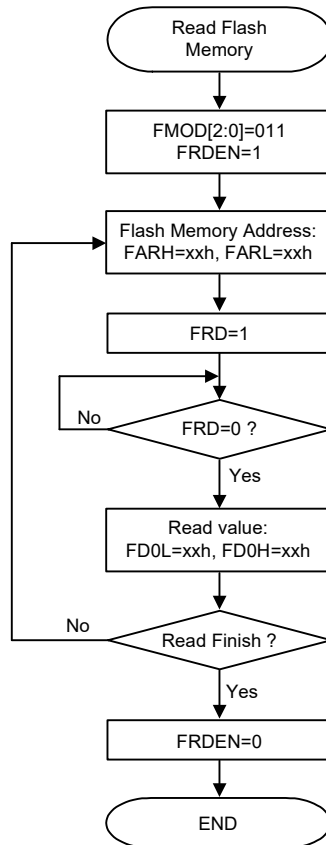 Read Flash
Memory
FMOD[2:0]=011
FRDEN=1
Flash Memory Address:
FARH=xxh, FARL=xxh
FRD=1
FRD=0 ?
No
Yes
Read value:
FD0L=xxh, FD0H=xxh
No
Read Finish ?
Yes
FRDEN=0
END